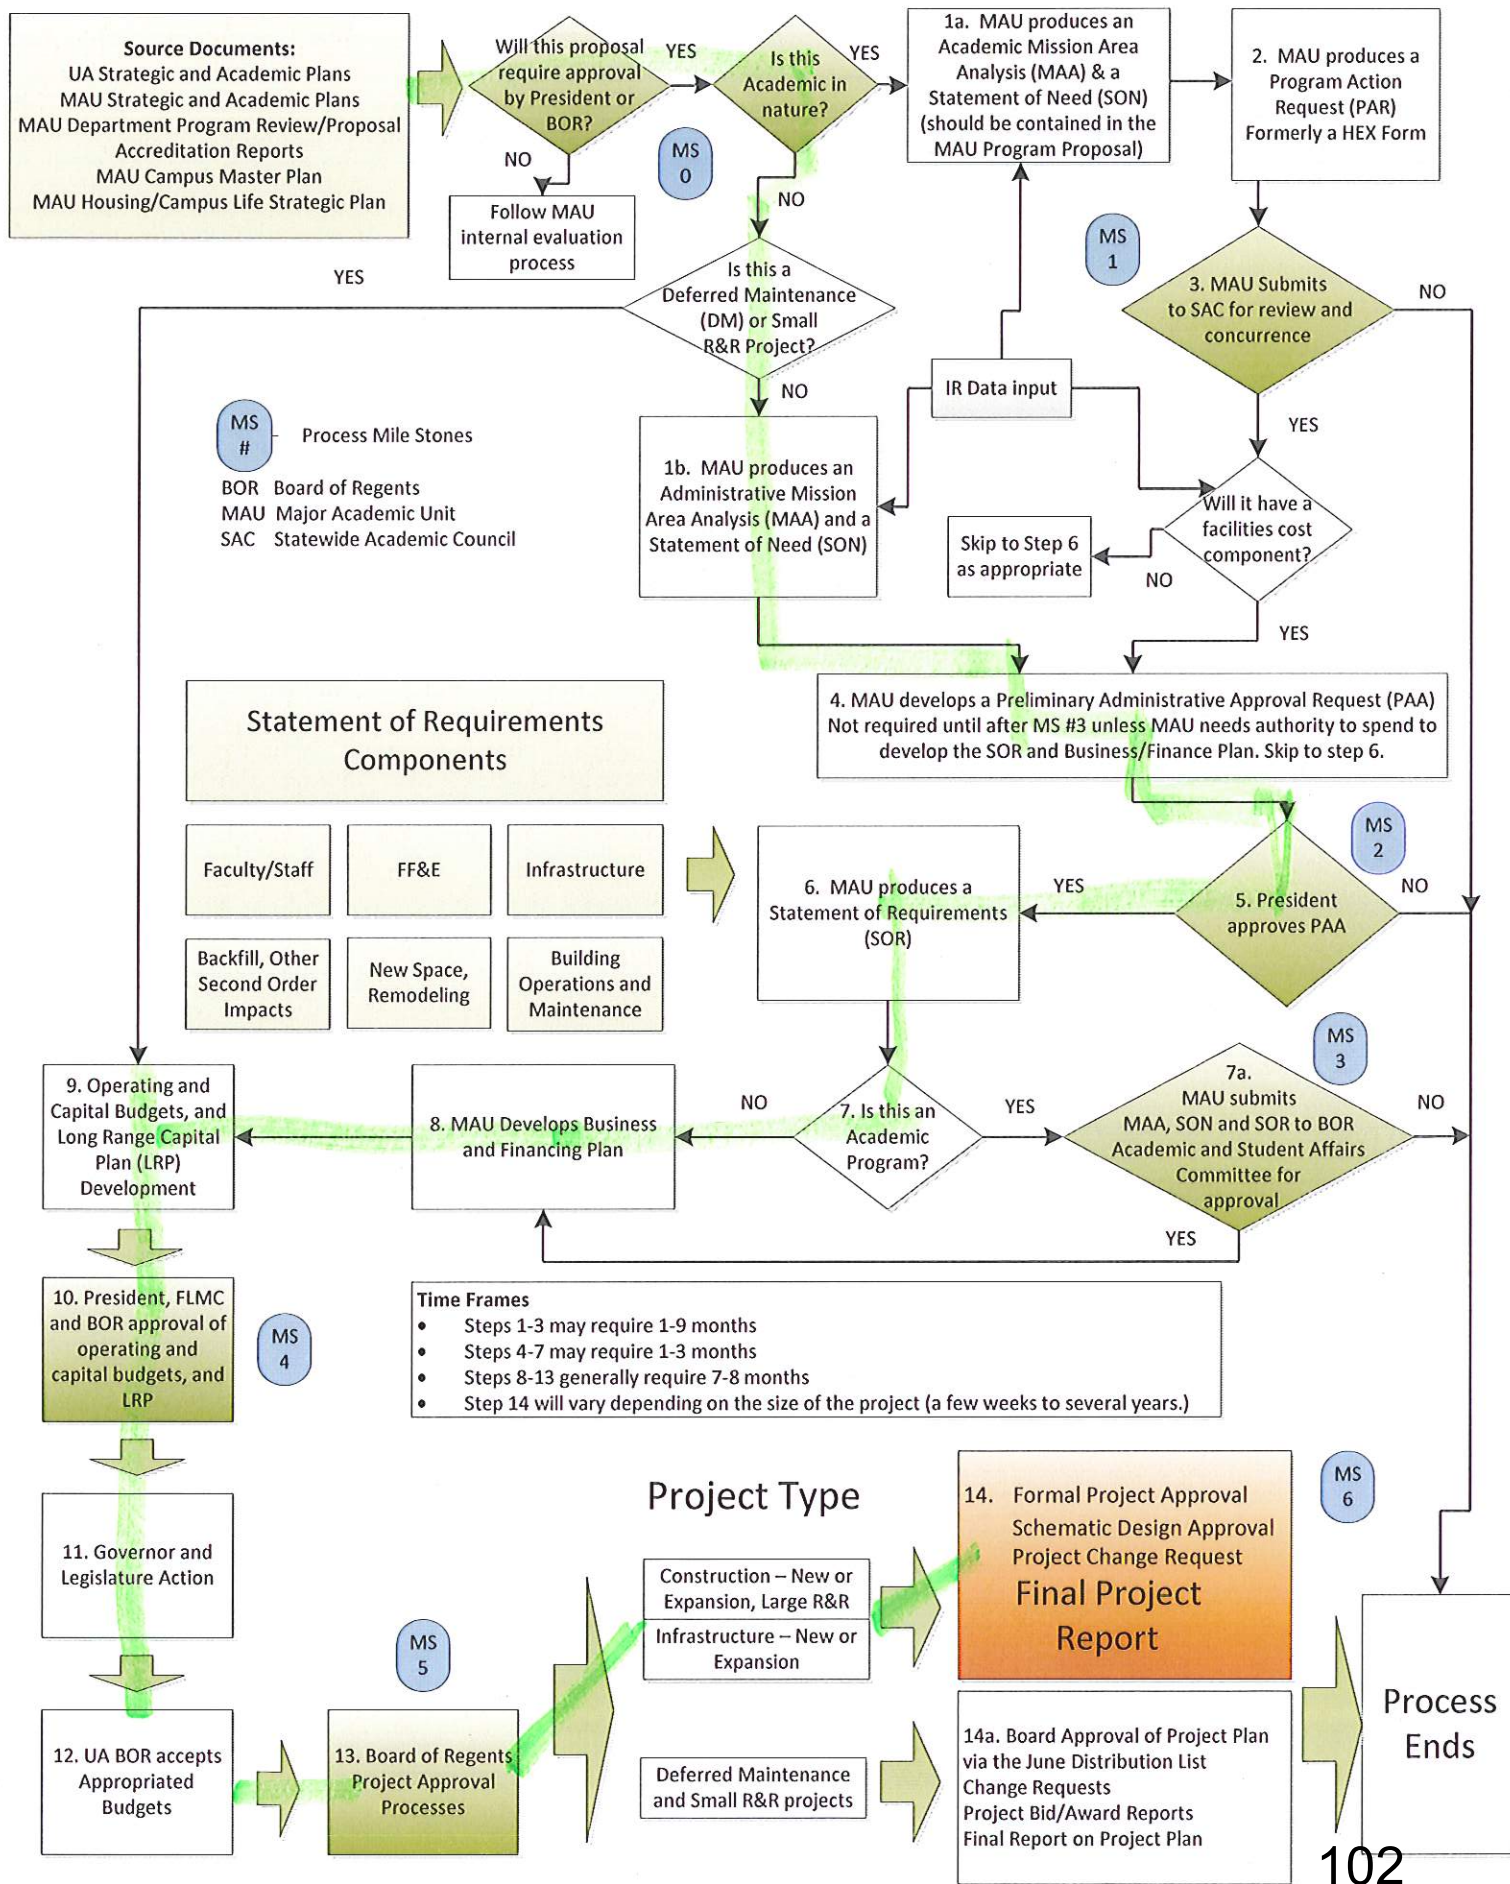 Source Documents:
UA Strategic and Academic Plans
MAU Strategic and Academic Plans
MAU Department Program Review/Proposal
Accreditation Reports
MAU Campus Master Plan
MAU Housing/Campus Life Strategic Plan
Will this proposal
require approval
by President or
BOR?
YES
NO
Follow MAU
internal evaluation
process
MS
0
Is this
Academic in
nature?
YES
NO
1a. MAU produces an
Academic Mission Area
Analysis (MAA) & a
Statement of Need (SON)
(should be contained in the
MAU Program Proposal)
2. MAU produces a
Program Action
Request (PAR)
Formerly a HEX Form
MS
1
3. MAU Submits
to SAC for review and
concurrence
NO
YES
YES
Is this a
Deferred Maintenance
(DM) or Small
R&R Project?
NO
IR Data input
MS
#
Process Mile Stones
BOR Board of Regents
MAU Major Academic Unit
SAC Statewide Academic Council
1b. MAU produces an
Administrative Mission
Area Analysis (MAA) and a
Statement of Need (SON)
Will it have a
facilities cost
component?
NO
Skip to Step 6
as appropriate
YES
4. MAU develops a Preliminary Administrative Approval Request (PAA)
Not required until after MS #3 unless MAU needs authority to spend to
develop the SOR and Business/Finance Plan. Skip to step 6.
Statement of Requirements
Components
Faculty/Staff
FF&E
Infrastructure
Backfill, Other
Second Order
Impacts
New Space,
Remodeling
Building
Operations and
Maintenance
6. MAU produces a
Statement of Requirements
(SOR)
YES
MS
2
5. President
approves PAA
NO
MS
3
7. Is this an
Academic
Program?
NO
YES
7a.
MAU submits
MAA, SON and SOR to BOR
Academic and Student Affairs
Committee for
approval
NO
YES
8. MAU Develops Business
and Financing Plan
9. Operating and
Capital Budgets, and
Long Range Capital
Plan (LRP)
Development
10. President, FLMC
and BOR approval of
operating and
capital budgets, and
LRP
MS
4
Time Frames
• Steps 1-3 may require 1-9 months
• Steps 4-7 may require 1-3 months
• Steps 8-13 generally require 7-8 months
• Step 14 will vary depending on the size of the project (a few weeks to several years.)
11. Governor and
Legislature Action
12. UA BOR accepts
Appropriated
Budgets
MS
5
13. Board of Regents
Project Approval
Processes
Project Type
Construction – New or
Expansion, Large R&R
Infrastructure – New or
Expansion
Deferred Maintenance
and Small R&R projects
MS
6
14. Formal Project Approval
Schematic Design Approval
Project Change Request
Final Project
Report
14a. Board Approval of Project Plan
via the June Distribution List
Change Requests
Project Bid/Award Reports
Final Report on Project Plan
Process
Ends
102